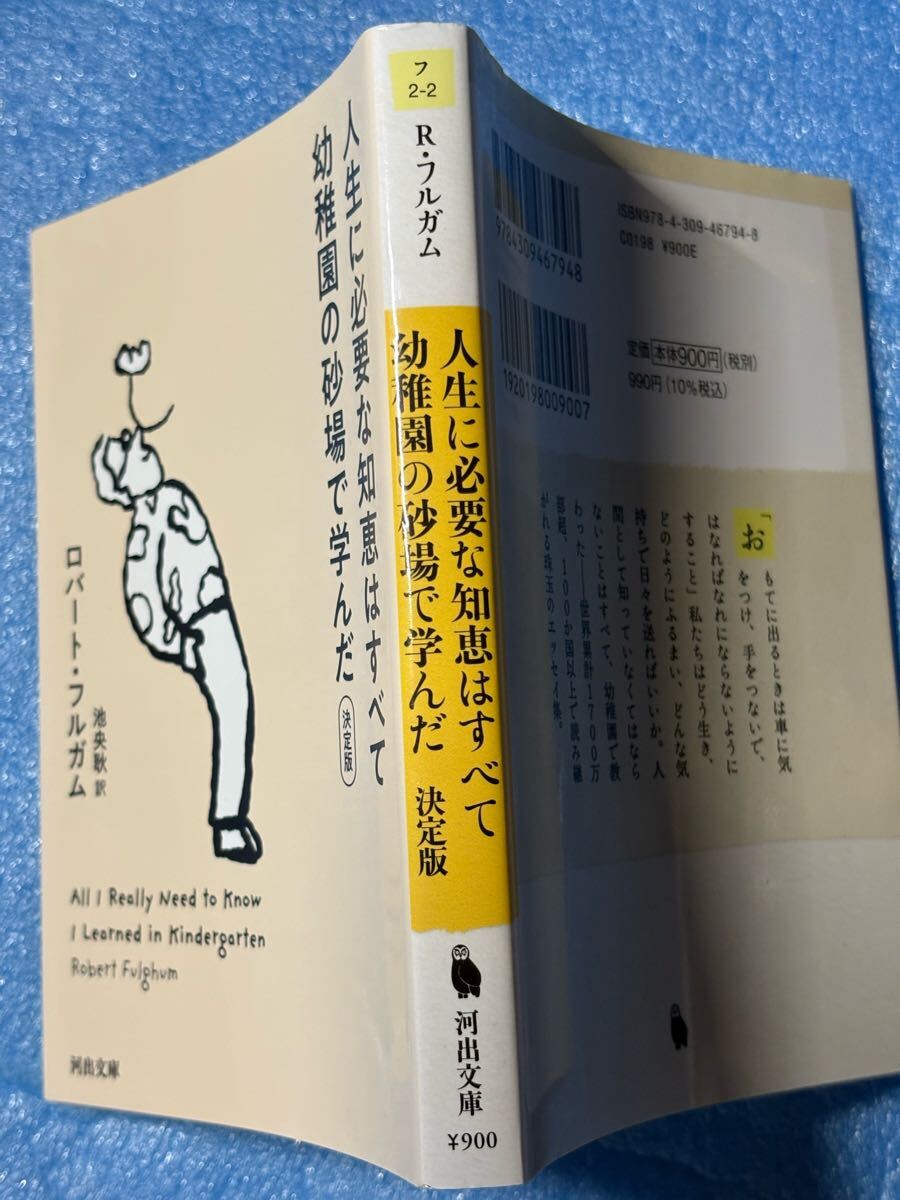 人生に必要な知恵はすべて
幼稚園の砂場で学んだ
決定版
ロバート・フルガム
池央耿 訳
All I Really Need to Know
I Learned in Kindergarten
Robert Fulghum
河出文庫
フ
2-2
R・フルガム
人生に必要な知恵はすべて
幼稚園の砂場で学んだ 決定版
河出文庫
¥900
9784309467948
1920198009007
ISBN978-4-309-46794-8
C0198 ¥900E
定価 本体900円(税別)
990円(10%税込)
「おもてに出るときは車に気
をつけ、手をつないで、
はなればなれにならないように
すること」私たちはどう生き、
どのようにふるまい、どんな気
持ちで日々を送ればいいか。人
間として知っていなくてはなら
ないことはすべて、幼稚園で教
わった——世界累計1700万
部超、100か国以上で読み継
がれる珠玉のエッセイ集。